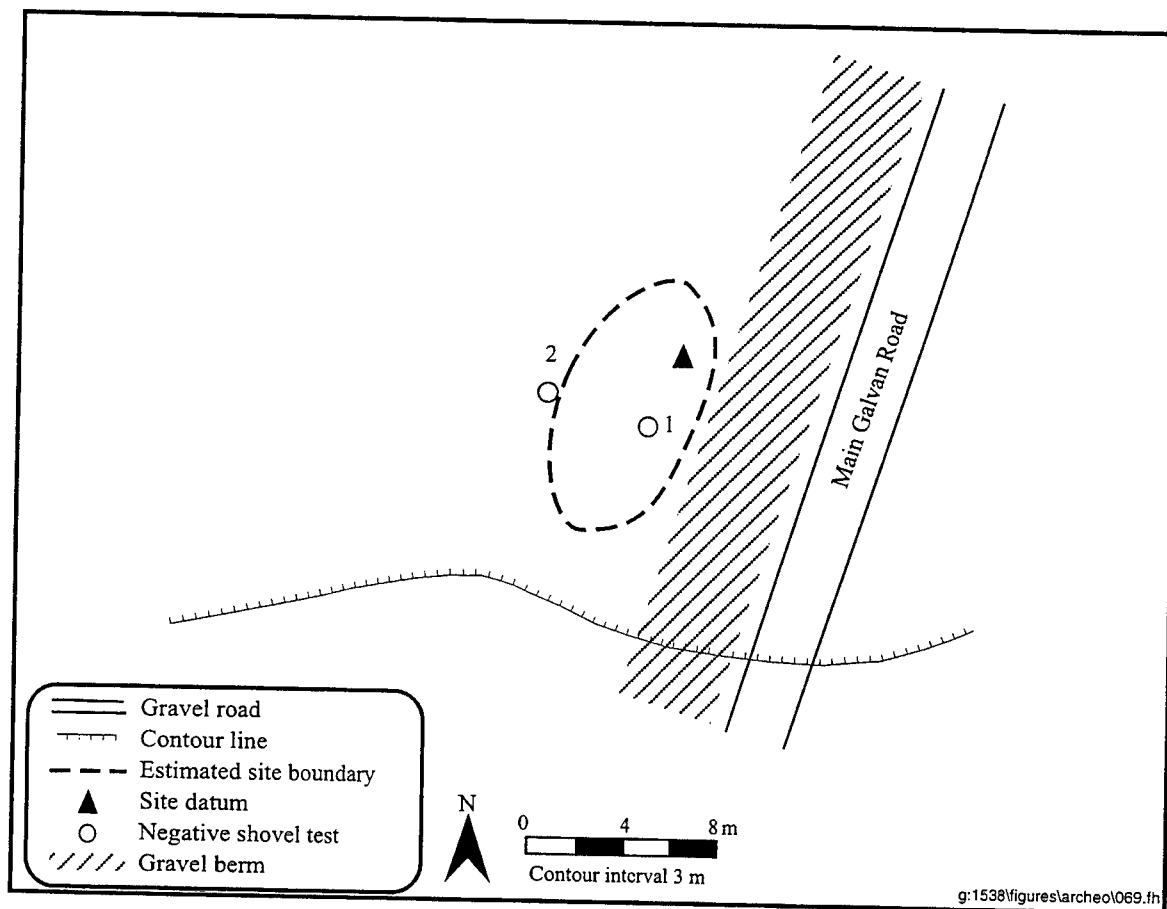 2
1
Main Galvan Road
Gravel road
Contour line
Estimated site boundary
Site datum
Negative shovel test
Gravel berm
N
0 4 8 m
Contour interval 3 m
g:1538\figures\archeo\069.fh